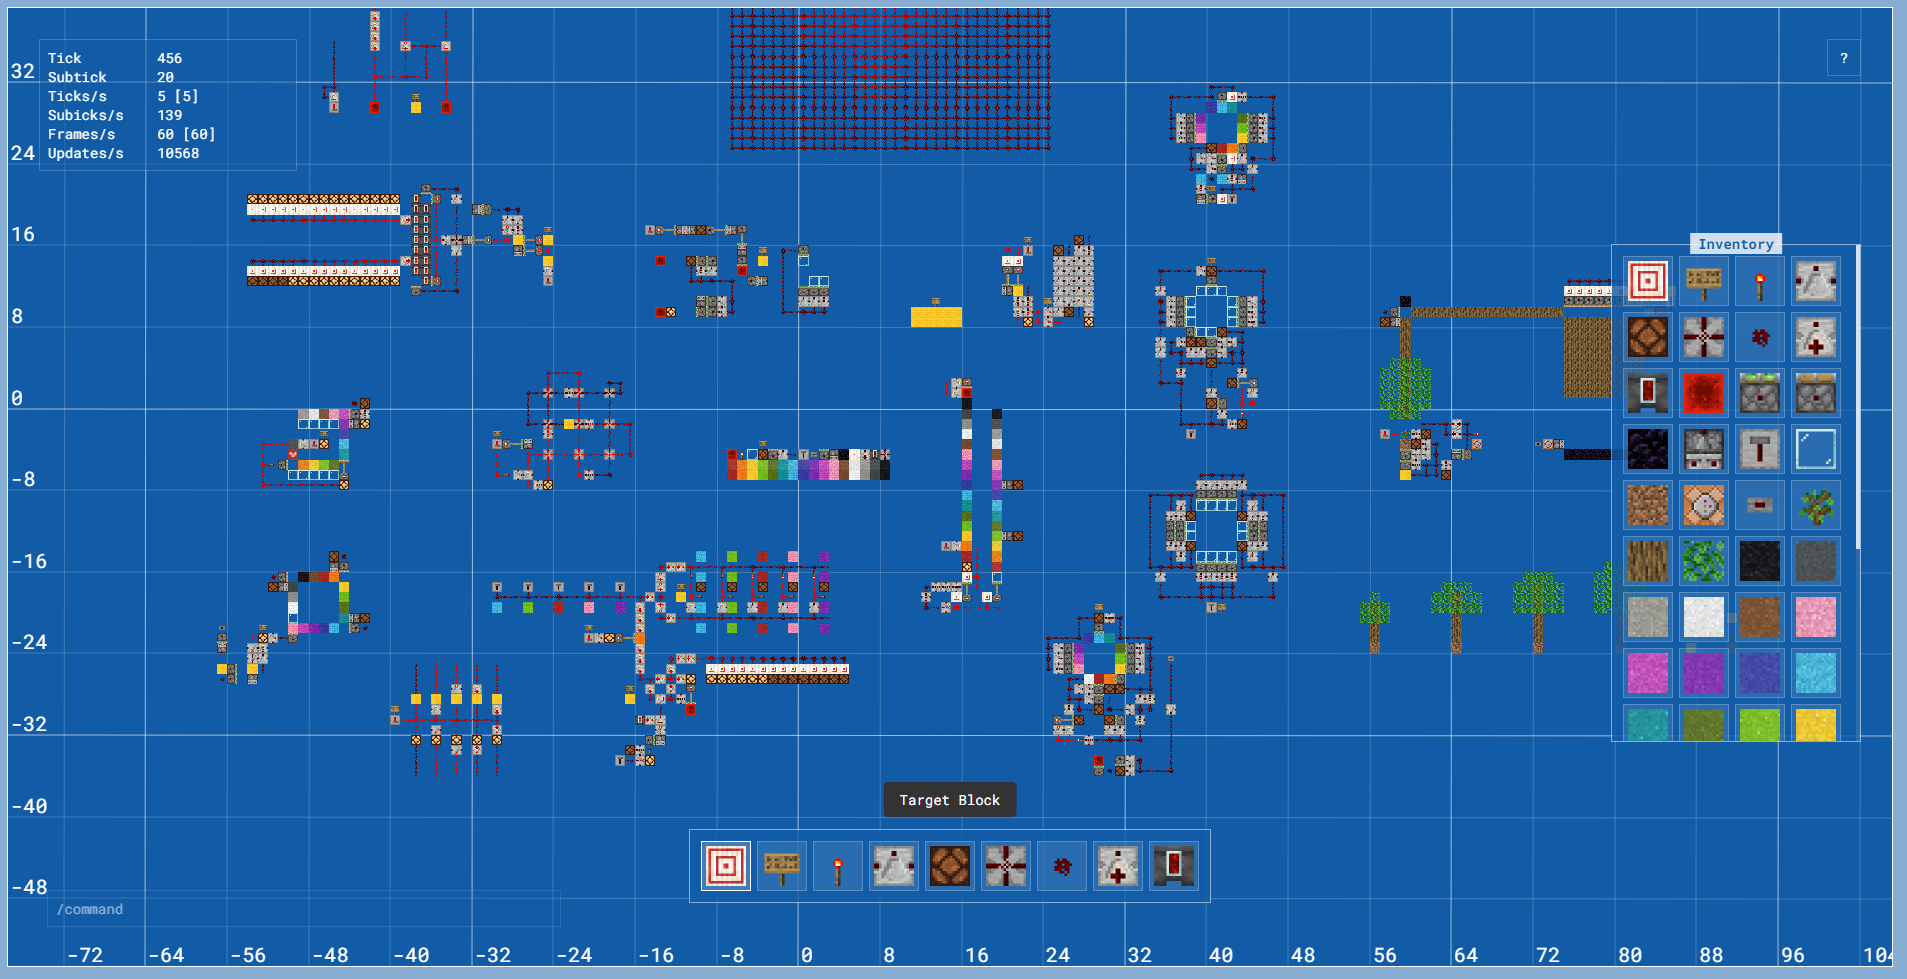 Tick 456
Subtick 20
Ticks/s 5 [5]
Subicks/s 139
Frames/s 60 [60]
Updates/s 10568
?
32
24
16
8
0
-8
-16
-24
-32
-40
-48
Inventory
Target Block
/command
-72 -64 -56 -48 -40 -32 -24 -16 -8 0 8 16 24 32 40 48 56 64 72 80 88 96 104